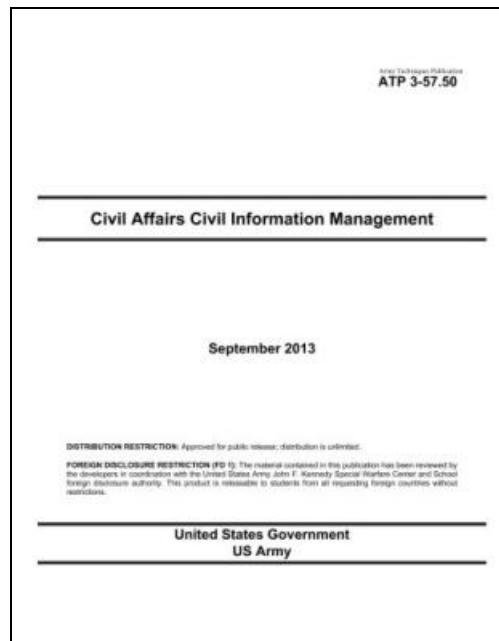 Army Techniques Publication
ATP 3-57.50
Civil Affairs Civil Information Management
September 2013
DISTRIBUTION RESTRICTION: Approved for public release; distribution is unlimited.
FOREIGN DISCLOSURE RESTRICTION (FD 1): The material contained in this publication has been reviewed by
the developers in coordination with the United States Army John F. Kennedy Special Warfare Center and School
foreign disclosure authority. This product is releasable to students from all requesting foreign countries without
restrictions.
United States Government
US Army